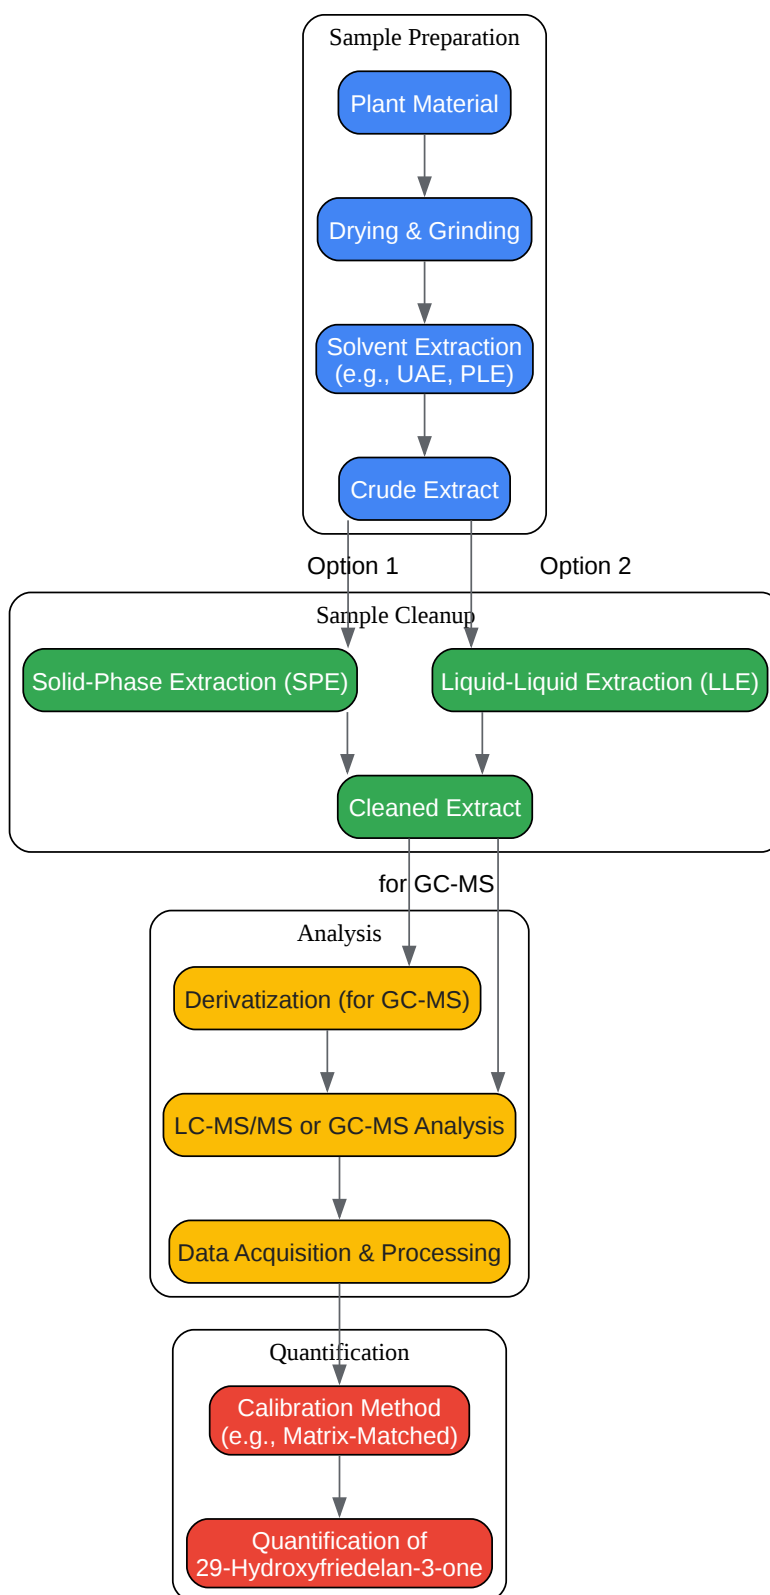 Sample Preparation
Plant Material
Drying & Grinding
Solvent Extraction
(e.g., UAE, PLE)
Crude Extract
Option 1
Option 2
Sample Cleanup
Solid-Phase Extraction (SPE)
Liquid-Liquid Extraction (LLE)
Cleaned Extract
for GC-MS
Analysis
Derivatization (for GC-MS)
LC-MS/MS or GC-MS Analysis
Data Acquisition & Processing
Quantification
Calibration Method
(e.g., Matrix-Matched)
Quantification of
29-Hydroxyfriedelan-3-one